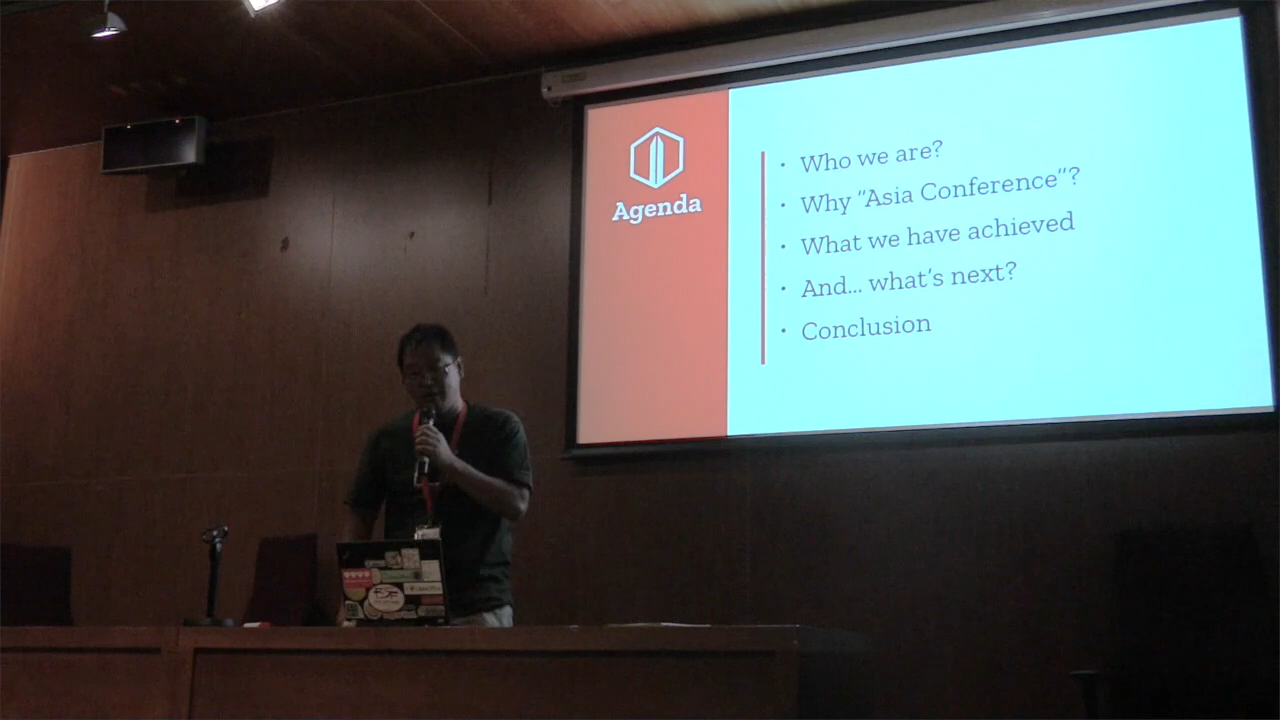 Agenda
• Who we are?
• Why “Asia Conference”?
• What we have achieved
• And... what’s next?
• Conclusion